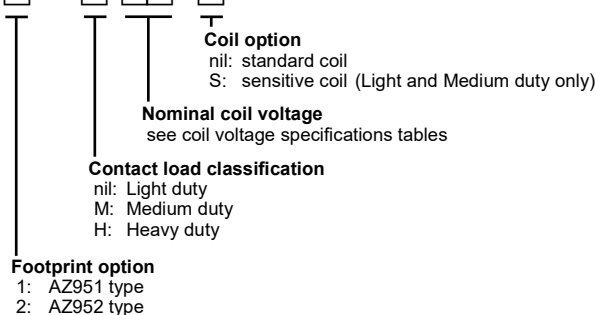 Coil option
nil: standard coil
S: sensitive coil (Light and Medium duty only)
Nominal coil voltage
see coil voltage specifications tables
Contact load classification
nil: Light duty
M: Medium duty
H: Heavy duty
Footprint option
1: AZ951 type
2: AZ952 type